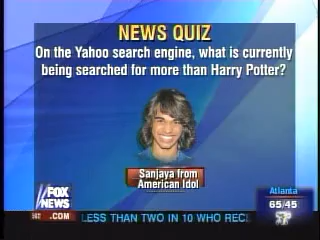 NEWS QUIZ
On the Yahoo search engine, what is currently
being searched for more than Harry Potter?
Sanjaya from
American Idol
FOX
NEWS
.COM
Atlanta
65/45
LESS THAN TWO IN 10 WHO RECE